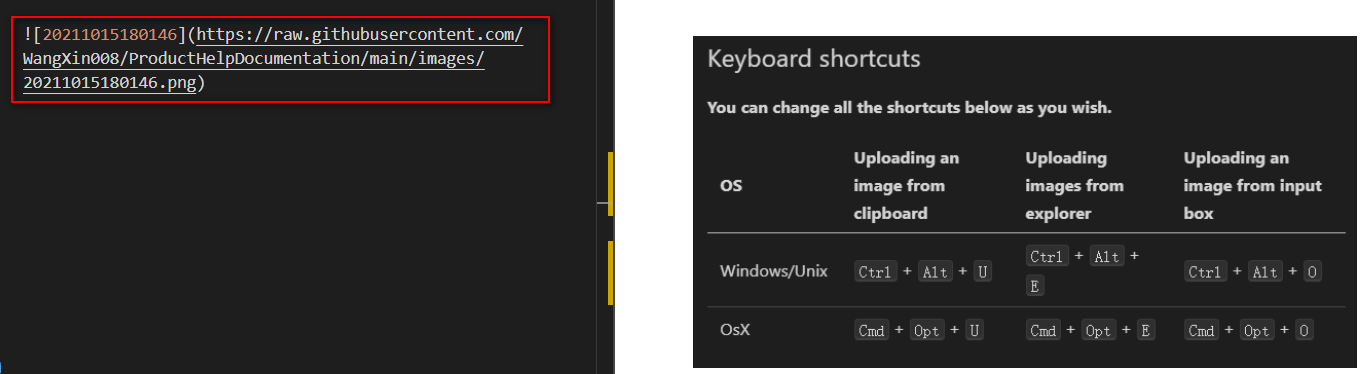 ![20211015180146](https://raw.githubusercontent.com/
WangXin008/ProductHelpDocumentation/main/images/
20211015180146.png)
Keyboard shortcuts
You can change all the shortcuts below as you wish.
OS
Uploading an
image from
clipboard
Uploading
images from
explorer
Uploading an
image from input
box
Windows/Unix
Ctrl + Alt + U
Ctrl + Alt +
E
Ctrl + Alt + O
OsX
Cmd + Opt + U
Cmd + Opt + E
Cmd + Opt + O